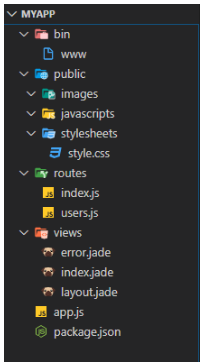 MYAPP
bin
www
public
images
javascripts
stylesheets
style.css
routes
index.js
users.js
views
error.jade
index.jade
layout.jade
app.js
package.json